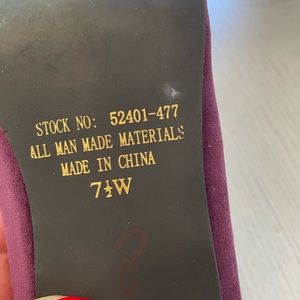 STOCK NO: 52401-477
ALL MAN MADE MATERIALS
MADE IN CHINA
7½W